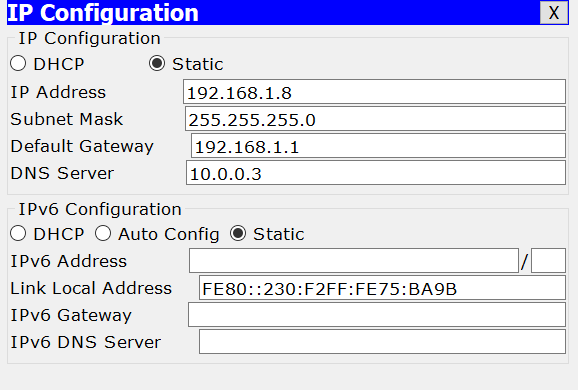 IP Configuration X
IP Configuration
DHCP Static
IP Address 192.168.1.8
Subnet Mask 255.255.255.0
Default Gateway 192.168.1.1
DNS Server 10.0.0.3
IPv6 Configuration
DHCP Auto Config Static
IPv6 Address /
Link Local Address FE80::230:F2FF:FE75:BA9B
IPv6 Gateway
IPv6 DNS Server